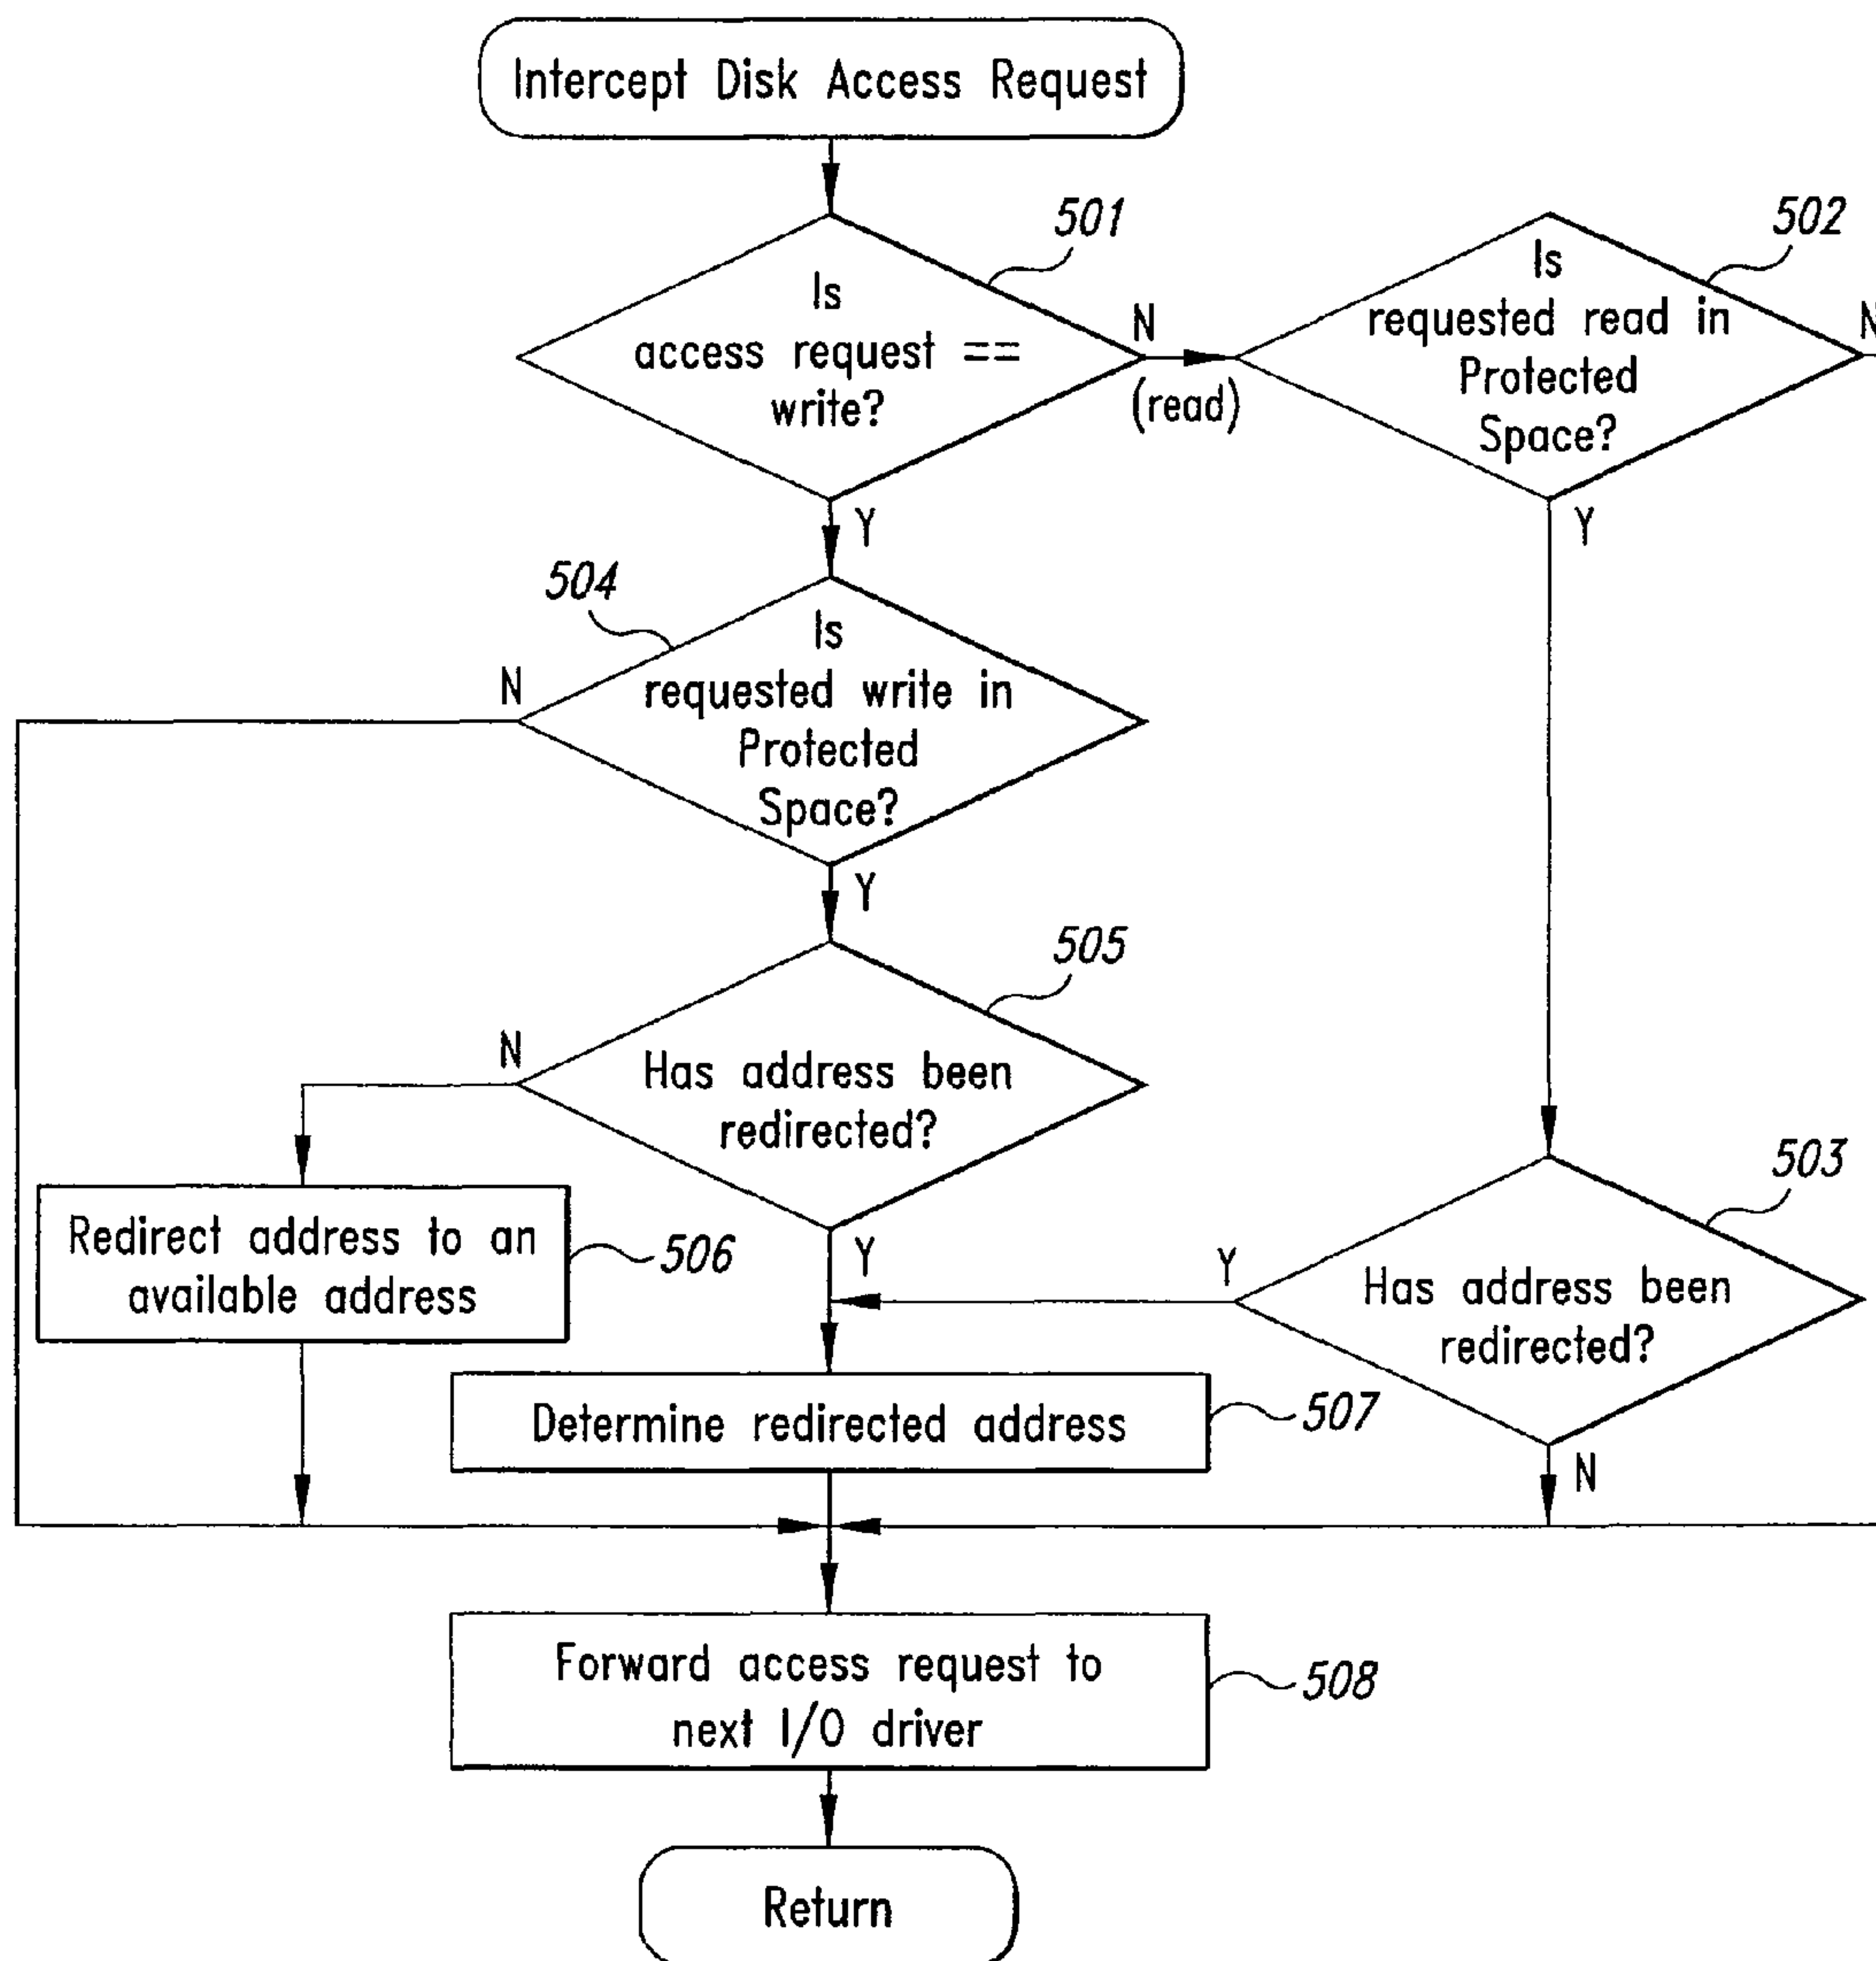 Intercept Disk Access Request
501
502
Is
access request ==
write?
N
(read)
Is
requested read in
Protected
Space?
N
Y
Y
504
Is
requested write in
Protected
Space?
N
Y
505
Has address been
redirected?
N
Y
503
Has address been
redirected?
Y
N
Redirect address to an
available address
506
Determine redirected address
507
Forward access request to
next I/O driver
508
Return